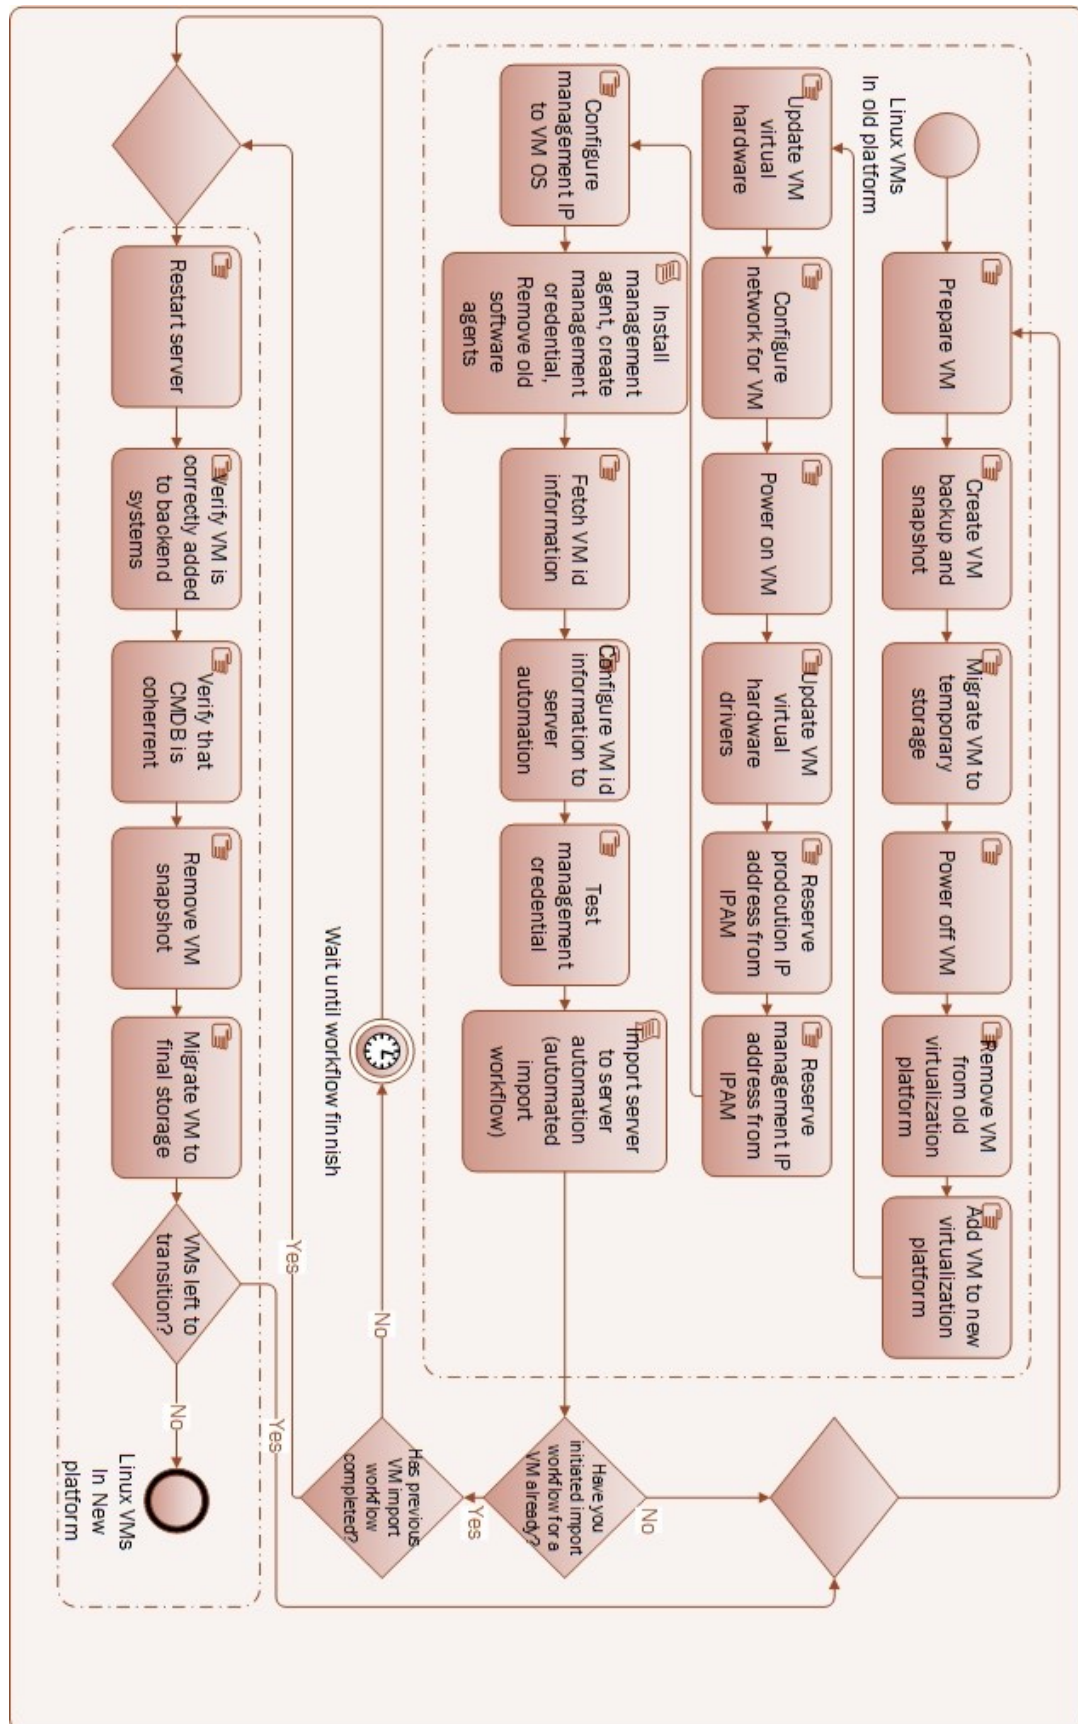 Linux VMs
In old platform
Prepare VM
Create VM
backup and
snapshot
Migrate VM to
temporary
storage
Power off VM
Remove VM
from old
virtualization
platform
Add VM to new
virtualization
platform
Update VM
virtual
hardware
Configure
network for VM
Power on VM
Update VM
virtual
hardware
drivers
Reserve
prodcution IP
address from
IPAM
Reserve
management IP
address from
IPAM
Configure
management IP
to VM OS
Install
management
agent, create
management
credential,
Remove old
software
agents
Fetch VM id
information
Configure VM id
information to
server
automation
Test
management
credential
Import server
to server
automation
(automated
import
workflow)
Have you
initiated import
workflow for a
VM already?
No
Yes
Has previous
VM import
workflow
completed?
No
Yes
Wait until workflow finnish
Restart server
Verify VM is
correctly added
to backend
systems
Verify that
CMDB is
coherrent
Remove VM
snapshot
Migrate VM to
final storage
VMs left to
transition?
Yes
No
Linux VMs
In New
platform